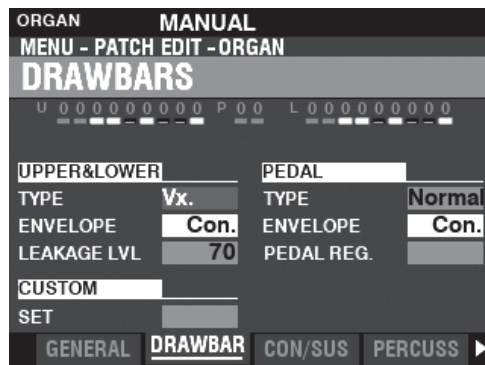 ORGAN MANUAL
MENU - PATCH EDIT - ORGAN
DRAWBARS
U 000000000 P 00 L 000000000
UPPER&LOWER PEDAL
TYPE Vx. TYPE Normal
ENVELOPE Con. ENVELOPE Con.
LEAKAGE LVL 70 PEDAL REG.
CUSTOM
SET
GENERAL DRAWBAR CON/SUS PERCUSS